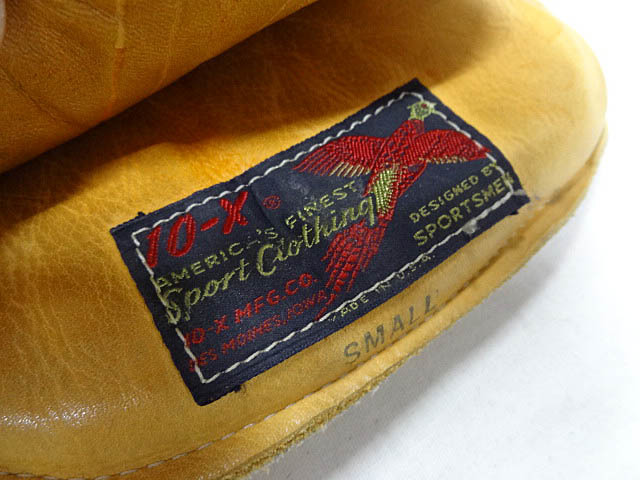 10-X ®
AMERICA'S FINEST
Sport Clothing
10-X MFG.CO.
DES MOINES, IOWA
DESIGNED BY
SPORTSMEN
MADE IN U.S.A.
SMALL